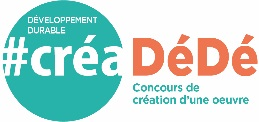 DÉVELOPPEMENT
DURABLE
#créaDéDé
Concours de
création d'une oeuvre